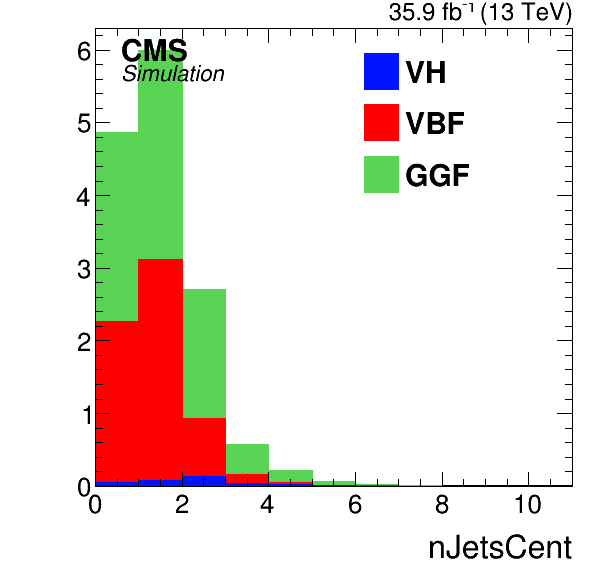 35.9 fb⁻¹ (13 TeV)
CMS
Simulation
VH
VBF
GGF
6
5
4
3
2
1
0
0 2 4 6 8 10
nJetsCent